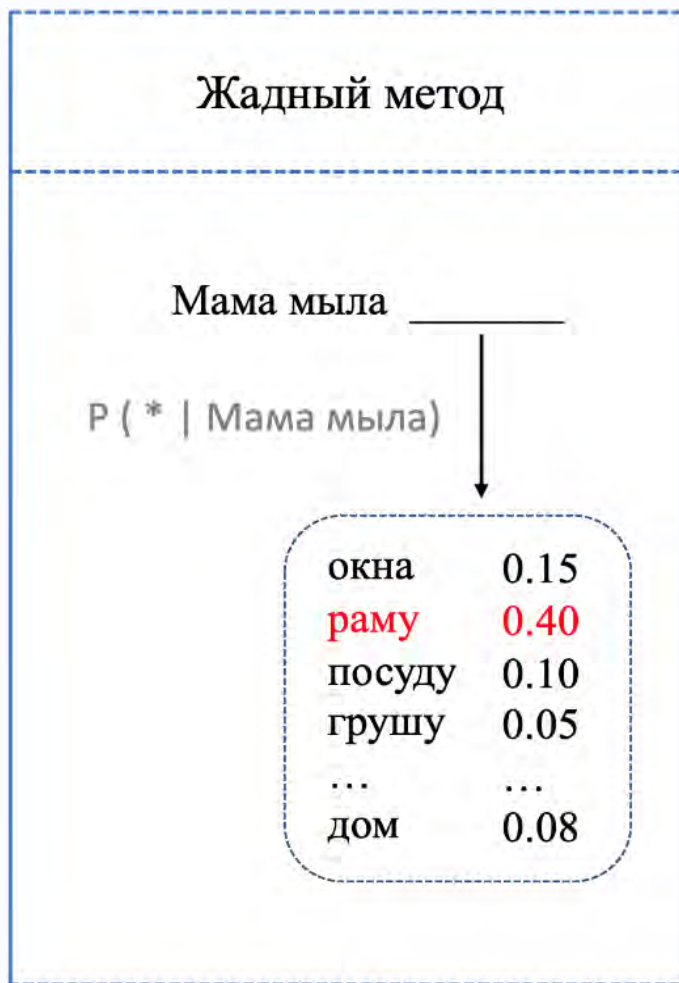 Жадный метод
Мама мыла ________
P ( * | Мама мыла)
окна 0.15
раму 0.40
посуду 0.10
грушу 0.05
... ...
дом 0.08